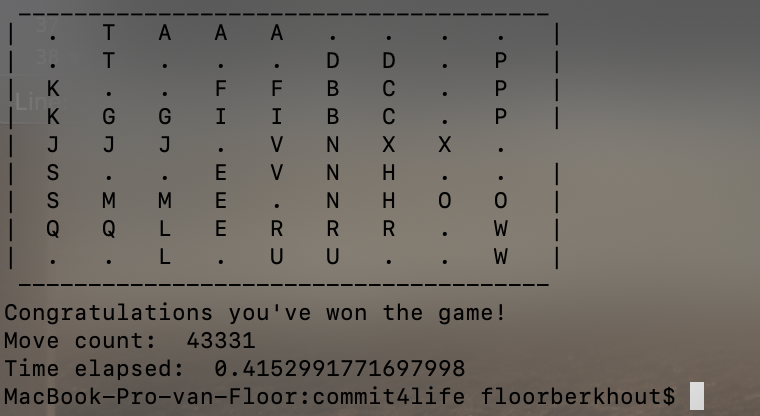 ______________________________________
| . T A A A . . . . |
| . T . . . D D . P |
| K . . F F B C . P |
| K G G I I B C . P |
| J J J . V N X X .
| S . . E V N H . . |
| S M M E . N H O O |
| Q Q L E R R R . W |
| . . L . U U . . W |
 --------------------------------------
Congratulations you've won the game!
Move count:  43331
Time elapsed:  0.4152991771697998
MacBook-Pro-van-Floor:commit4life floorberkhout$